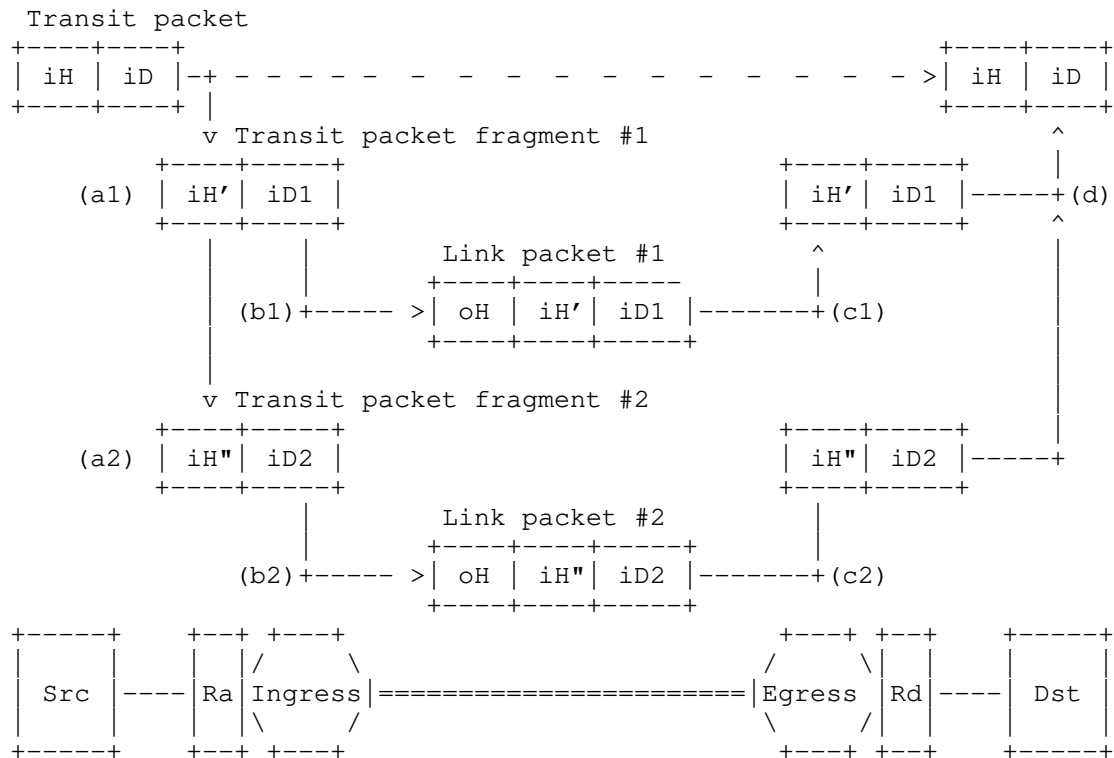 Transit packet
+----+----+                                                +----+----+
| iH | iD |-+ - - - - - - - - - - - - - - - - - - - - - - >| iH | iD |
+----+----+ |                                              +----+----+
            v Transit packet fragment #1                          ^
         +----+-----+                            +----+-----+     |
    (a1) | iH′| iD1 |                            | iH′| iD1 |-----+(d)
         +----+-----+                            +----+-----+     ^
            |     |        Link packet #1          ^              |
            |     |       +----+----+-----         |              |
            | (b1)+----- >| oH | iH′| iD1 |-------+(c1)           |
            |             +----+----+-----+                       |
            |                                                     |
            v Transit packet fragment #2                          |
         +----+-----+                            +----+-----+     |
    (a2) | iH"| iD2 |                            | iH"| iD2 |-----+
         +----+-----+                            +----+-----+
                  |        Link packet #2          |
                  |       +----+----+-----+        |
              (b2)+----- >| oH | iH"| iD2 |-------+(c2)
                          +----+----+-----+
+-----+    +--+ +---+                            +---+ +--+    +-----+
|     |    |  |/     \                          /     \|  |    |     |
| Src |----|Ra|Ingress|=======================|Egress |Rd|----| Dst |
|     |    |  |\     /                          \     /|  |    |     |
+-----+    +--+ +---+                            +---+ +--+    +-----+